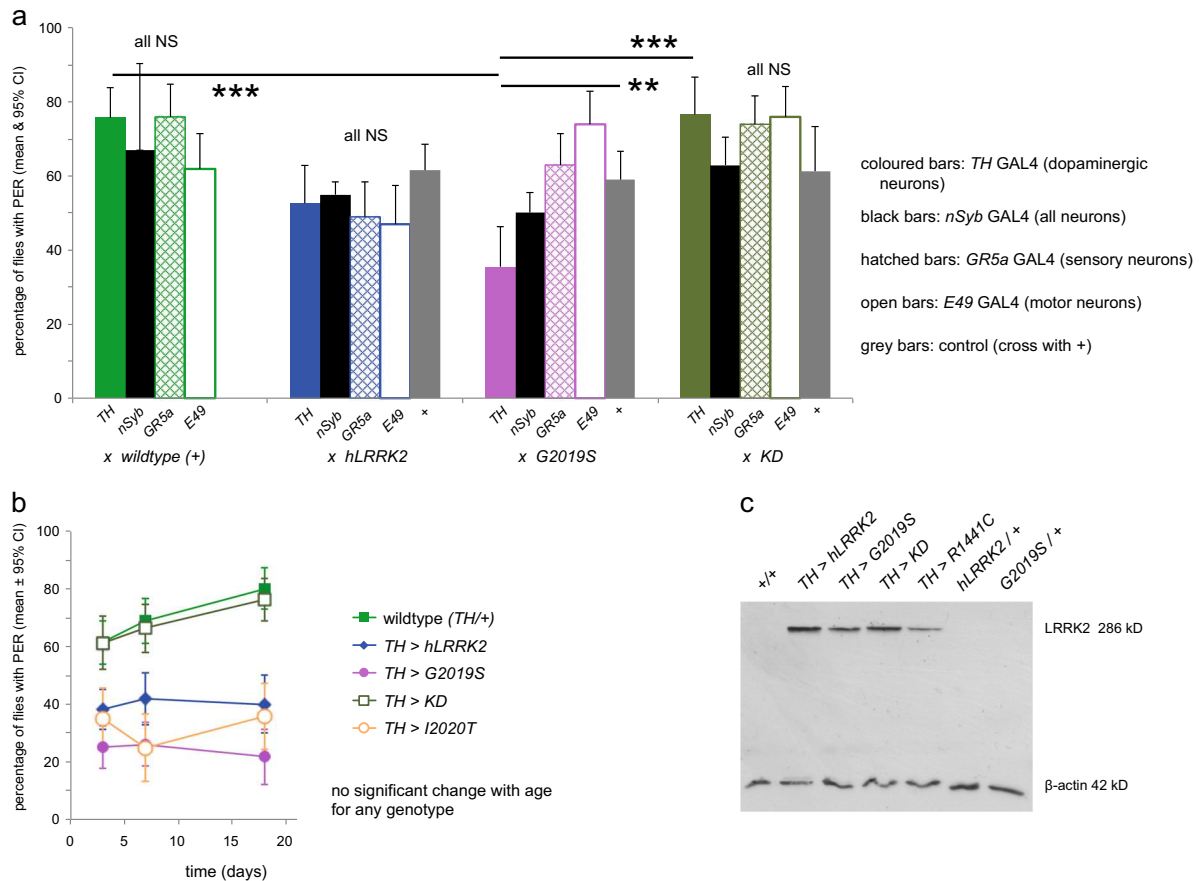 a
percentage of flies with PER (mean & 95% CI)
100
80
60
40
20
0
all NS
***
all NS
***
**
all NS
TH
nSyb
GR5a
E49
x wildtype (+)
TH
nSyb
GR5a
E49
+
x hLRRK2
TH
nSyb
GR5a
E49
+
x G2019S
TH
nSyb
GR5a
E49
+
x KD
coloured bars: TH GAL4 (dopaminergic
neurons)
black bars: nSyb GAL4 (all neurons)
hatched bars: GR5a GAL4 (sensory neurons)
open bars: E49 GAL4 (motor neurons)
grey bars: control (cross with +)
b
percentage of flies with PER (mean ± 95% CI)
100
80
60
40
20
0
0
5
10
15
20
time (days)
wildtype (TH/+)
TH > hLRRK2
TH > G2019S
TH > KD
TH > I2020T
no significant change with age
for any genotype
c
+/+
TH > hLRRK2
TH > G2019S
TH > KD
TH > R1441C
hLRRK2 / +
G2019S / +
LRRK2 286 kD
β-actin 42 kD